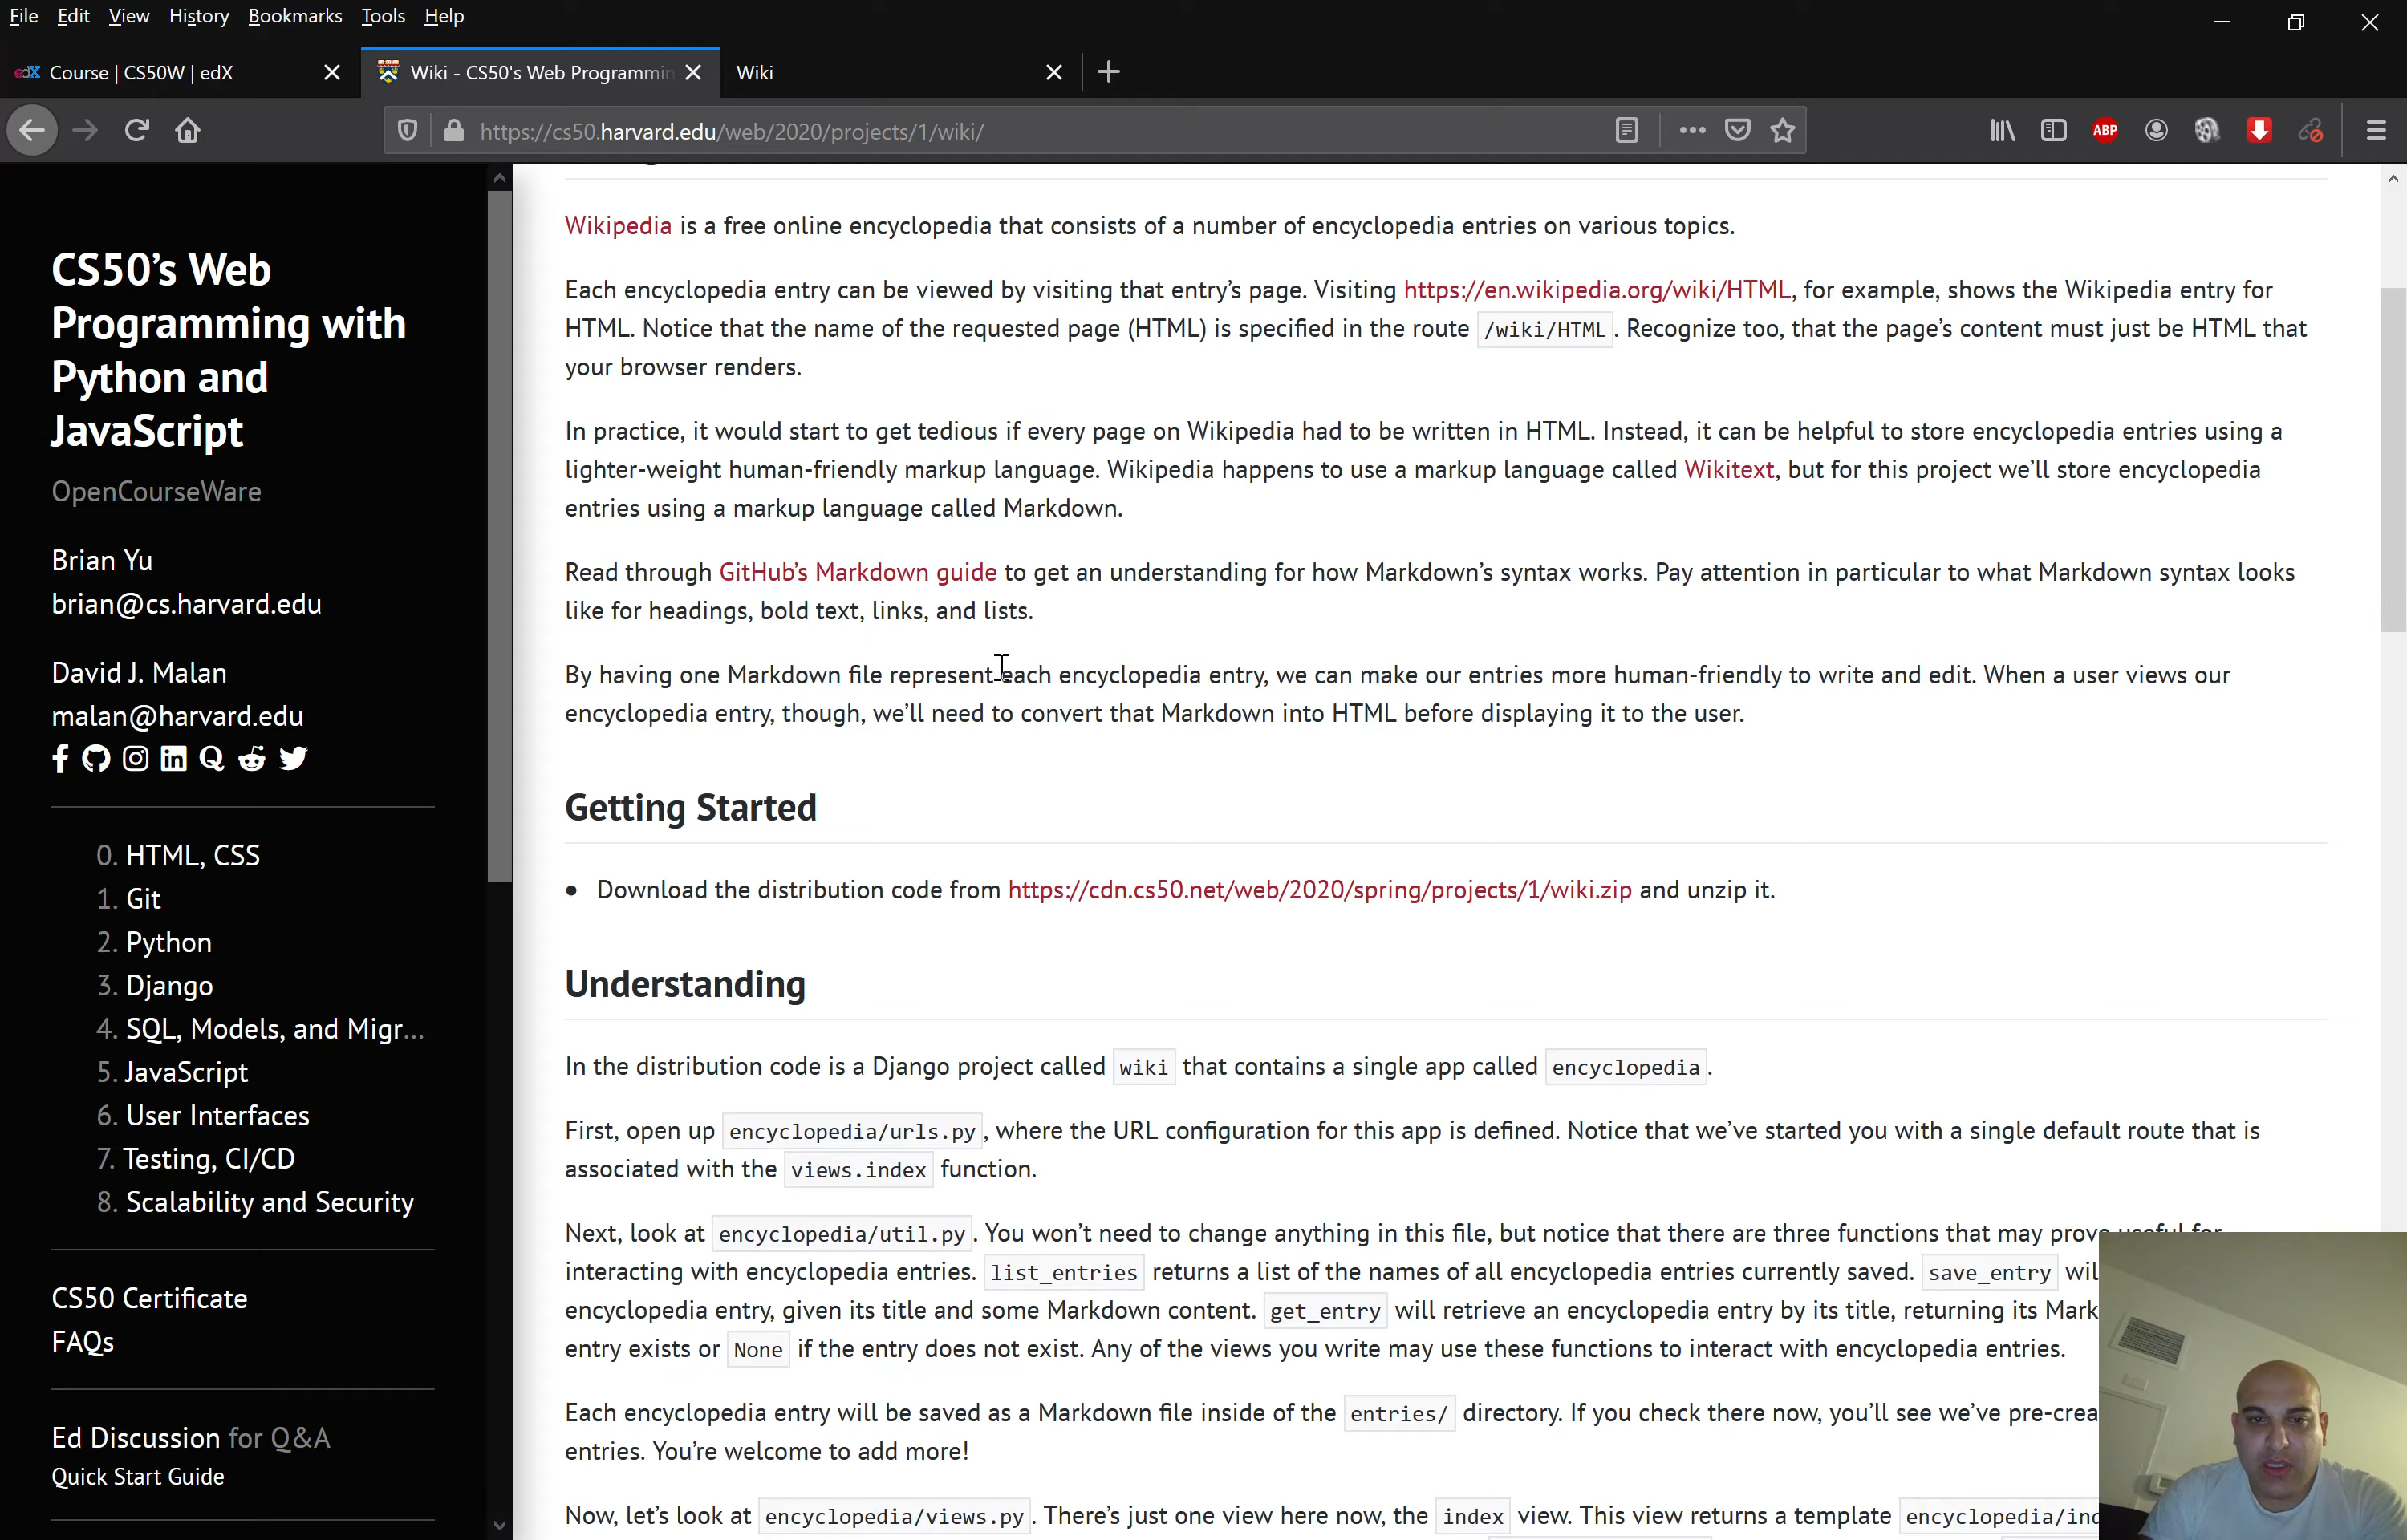 File Edit View History Bookmarks Tools Help
edX Course | CS50W | edX
Wiki - CS50's Web Programmin
Wiki
https://cs50.harvard.edu/web/2020/projects/1/wiki/
ABP
CS50's Web
Programming with
Python and
JavaScript
OpenCourseWare
Brian Yu
brian@cs.harvard.edu
David J. Malan
malan@harvard.edu
0. HTML, CSS
1. Git
2. Python
3. Django
4. SQL, Models, and Migr...
5. JavaScript
6. User Interfaces
7. Testing, CI/CD
8. Scalability and Security
CS50 Certificate
FAQs
Ed Discussion for Q&A
Quick Start Guide
Wikipedia is a free online encyclopedia that consists of a number of encyclopedia entries on various topics.
Each encyclopedia entry can be viewed by visiting that entry's page. Visiting https://en.wikipedia.org/wiki/HTML, for example, shows the Wikipedia entry for
HTML. Notice that the name of the requested page (HTML) is specified in the route /wiki/HTML. Recognize too, that the page's content must just be HTML that
your browser renders.
In practice, it would start to get tedious if every page on Wikipedia had to be written in HTML. Instead, it can be helpful to store encyclopedia entries using a
lighter-weight human-friendly markup language. Wikipedia happens to use a markup language called Wikitext, but for this project we'll store encyclopedia
entries using a markup language called Markdown.
Read through GitHub's Markdown guide to get an understanding for how Markdown's syntax works. Pay attention in particular to what Markdown syntax looks
like for headings, bold text, links, and lists.
By having one Markdown file represent each encyclopedia entry, we can make our entries more human-friendly to write and edit. When a user views our
encyclopedia entry, though, we'll need to convert that Markdown into HTML before displaying it to the user.
Getting Started
• Download the distribution code from https://cdn.cs50.net/web/2020/spring/projects/1/wiki.zip and unzip it.
Understanding
In the distribution code is a Django project called wiki that contains a single app called encyclopedia.
First, open up encyclopedia/urls.py, where the URL configuration for this app is defined. Notice that we've started you with a single default route that is
associated with the views.index function.
Next, look at encyclopedia/util.py. You won't need to change anything in this file, but notice that there are three functions that may prove useful for
interacting with encyclopedia entries. list_entries returns a list of the names of all encyclopedia entries currently saved. save_entry wil
encyclopedia entry, given its title and some Markdown content. get_entry will retrieve an encyclopedia entry by its title, returning its Mark
entry exists or None if the entry does not exist. Any of the views you write may use these functions to interact with encyclopedia entries.
Each encyclopedia entry will be saved as a Markdown file inside of the entries/ directory. If you check there now, you'll see we've pre-crea
entries. You're welcome to add more!
Now, let's look at encyclopedia/views.py. There's just one view here now, the index view. This view returns a template encyclopedia/ind